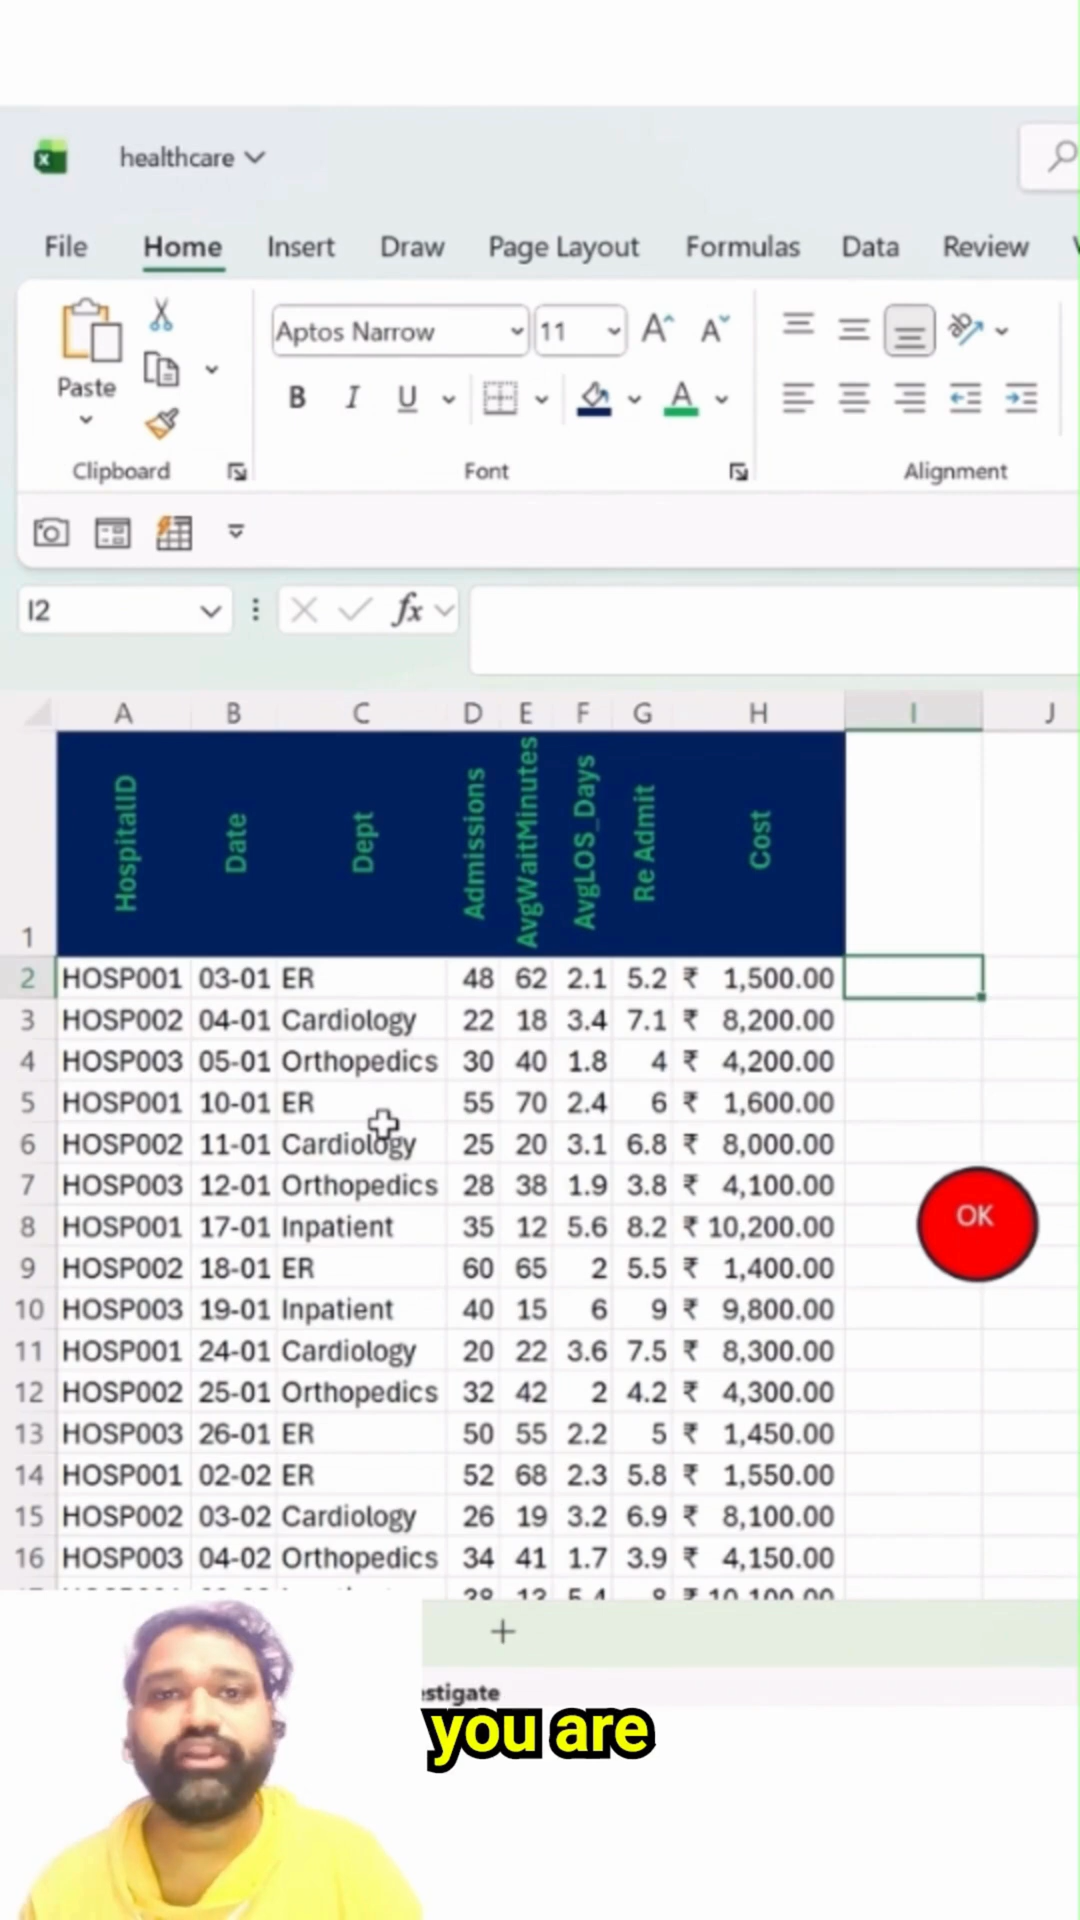 healthcare
File Home Insert Draw Page Layout Formulas Data Review
Aptos Narrow 11
Paste
B I U A
Clipboard Font Alignment
I2 fx
A B C D E F G H I J
1 HospitalID Date Dept Admissions AvgWaitMinutes AvgLOS_Days Re Admit Cost
2 HOSP001 03-01 ER 48 62 2.1 5.2 ₹ 1,500.00
3 HOSP002 04-01 Cardiology 22 18 3.4 7.1 ₹ 8,200.00
4 HOSP003 05-01 Orthopedics 30 40 1.8 4 ₹ 4,200.00
5 HOSP001 10-01 ER 55 70 2.4 6 ₹ 1,600.00
6 HOSP002 11-01 Cardiology 25 20 3.1 6.8 ₹ 8,000.00
7 HOSP003 12-01 Orthopedics 28 38 1.9 3.8 ₹ 4,100.00
8 HOSP001 17-01 Inpatient 35 12 5.6 8.2 ₹ 10,200.00
OK
9 HOSP002 18-01 ER 60 65 2 5.5 ₹ 1,400.00
10 HOSP003 19-01 Inpatient 40 15 6 9 ₹ 9,800.00
11 HOSP001 24-01 Cardiology 20 22 3.6 7.5 ₹ 8,300.00
12 HOSP002 25-01 Orthopedics 32 42 2 4.2 ₹ 4,300.00
13 HOSP003 26-01 ER 50 55 2.2 5 ₹ 1,450.00
14 HOSP001 02-02 ER 52 68 2.3 5.8 ₹ 1,550.00
15 HOSP002 03-02 Cardiology 26 19 3.2 6.9 ₹ 8,100.00
16 HOSP003 04-02 Orthopedics 34 41 1.7 3.9 ₹ 4,150.00
estigate
you are